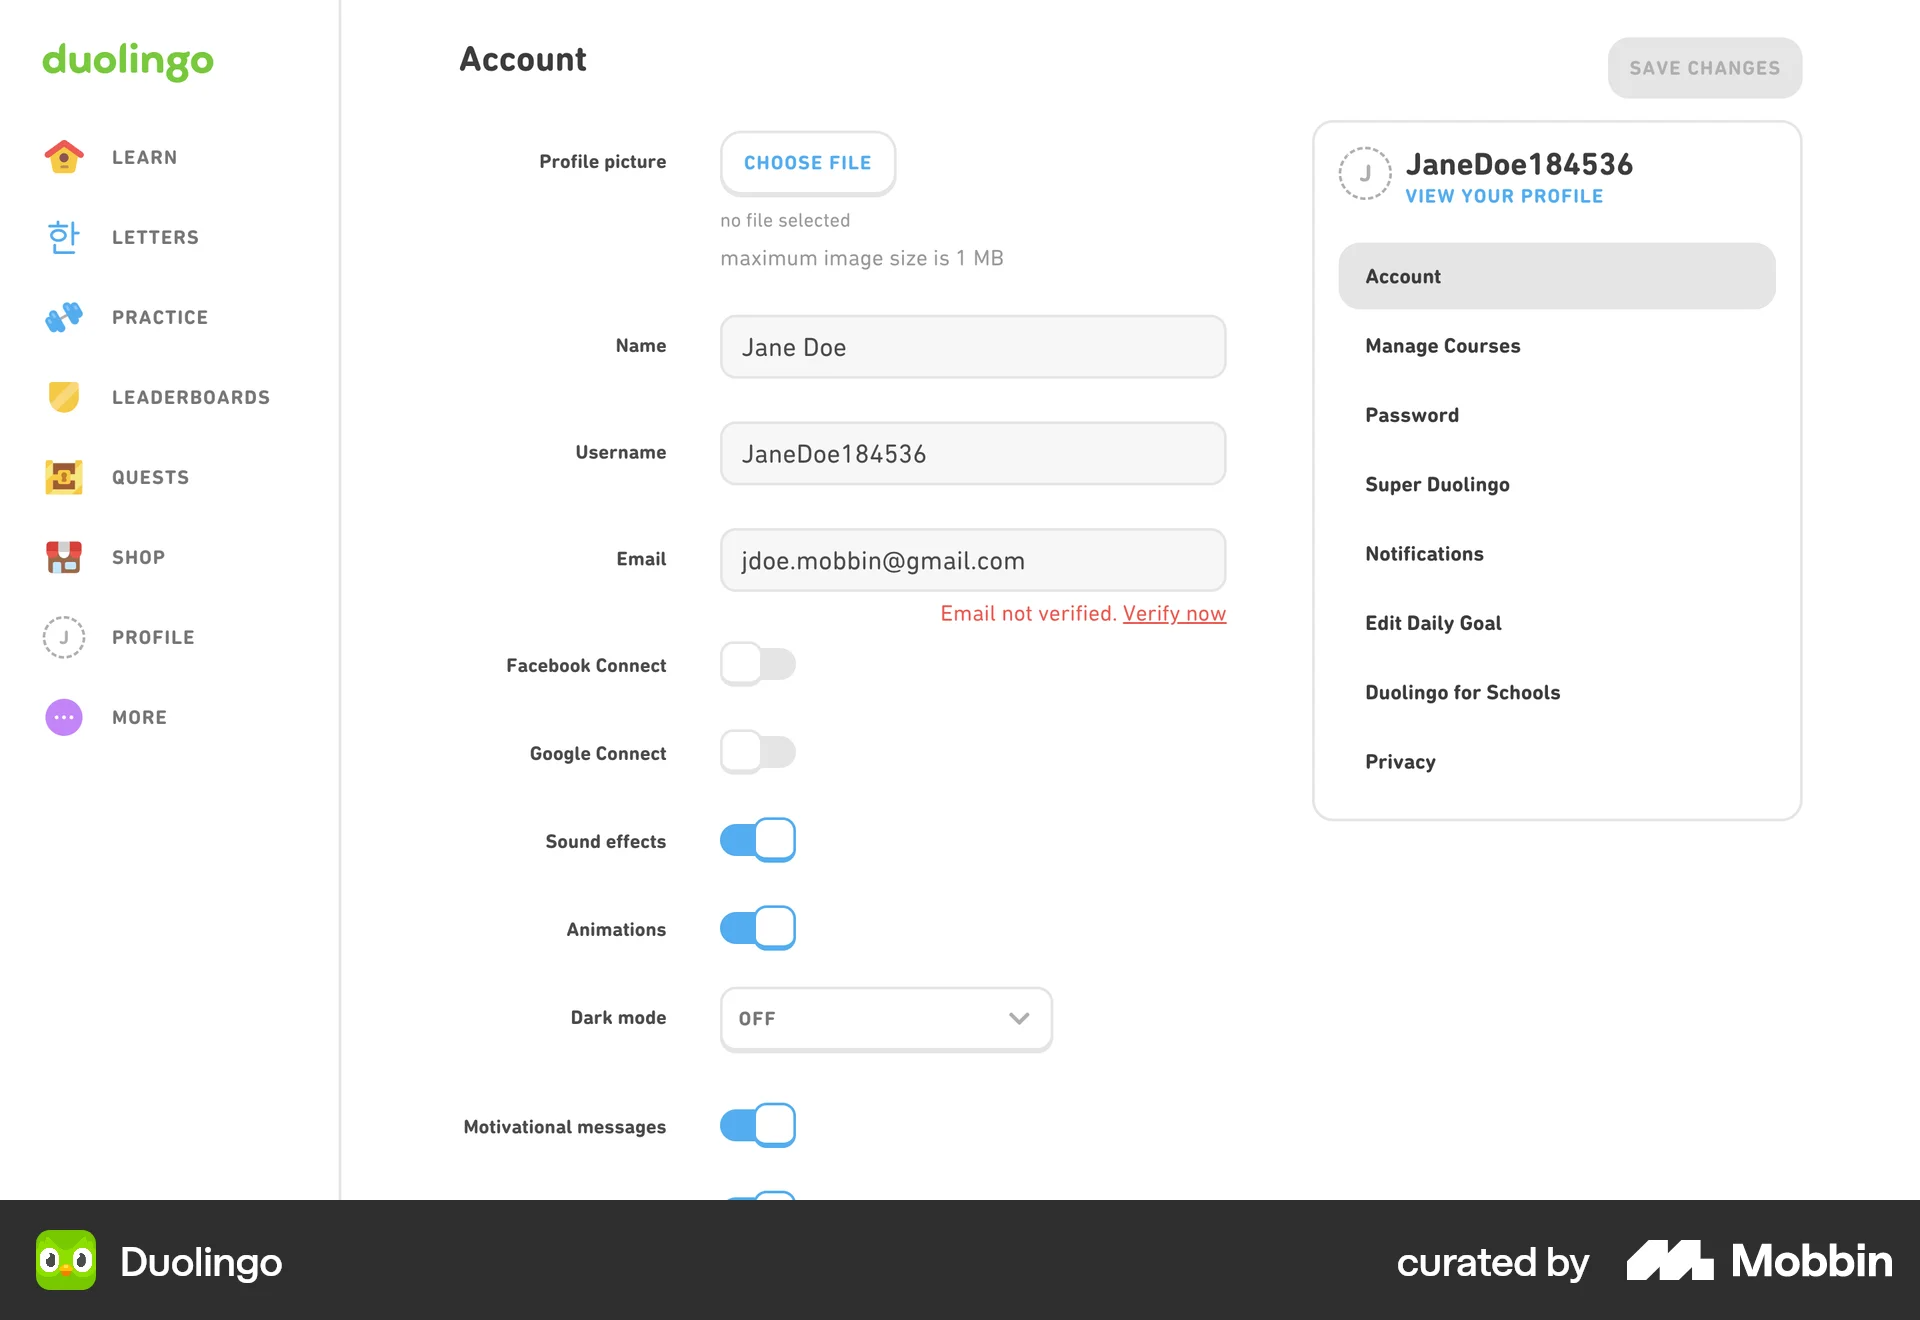 duolingo
LEARN
한
LETTERS
PRACTICE
LEADERBOARDS
QUESTS
SHOP
J
PROFILE
MORE
Account
SAVE CHANGES
Profile picture
CHOOSE FILE
no file selected
maximum image size is 1 MB
Name
Jane Doe
Username
JaneDoe184536
Email
jdoe.mobbin@gmail.com
Email not verified. Verify now
Facebook Connect
Google Connect
Sound effects
Animations
Dark mode
OFF
Motivational messages
J
JaneDoe184536
VIEW YOUR PROFILE
Account
Manage Courses
Password
Super Duolingo
Notifications
Edit Daily Goal
Duolingo for Schools
Privacy
Duolingo
curated by
Mobbin